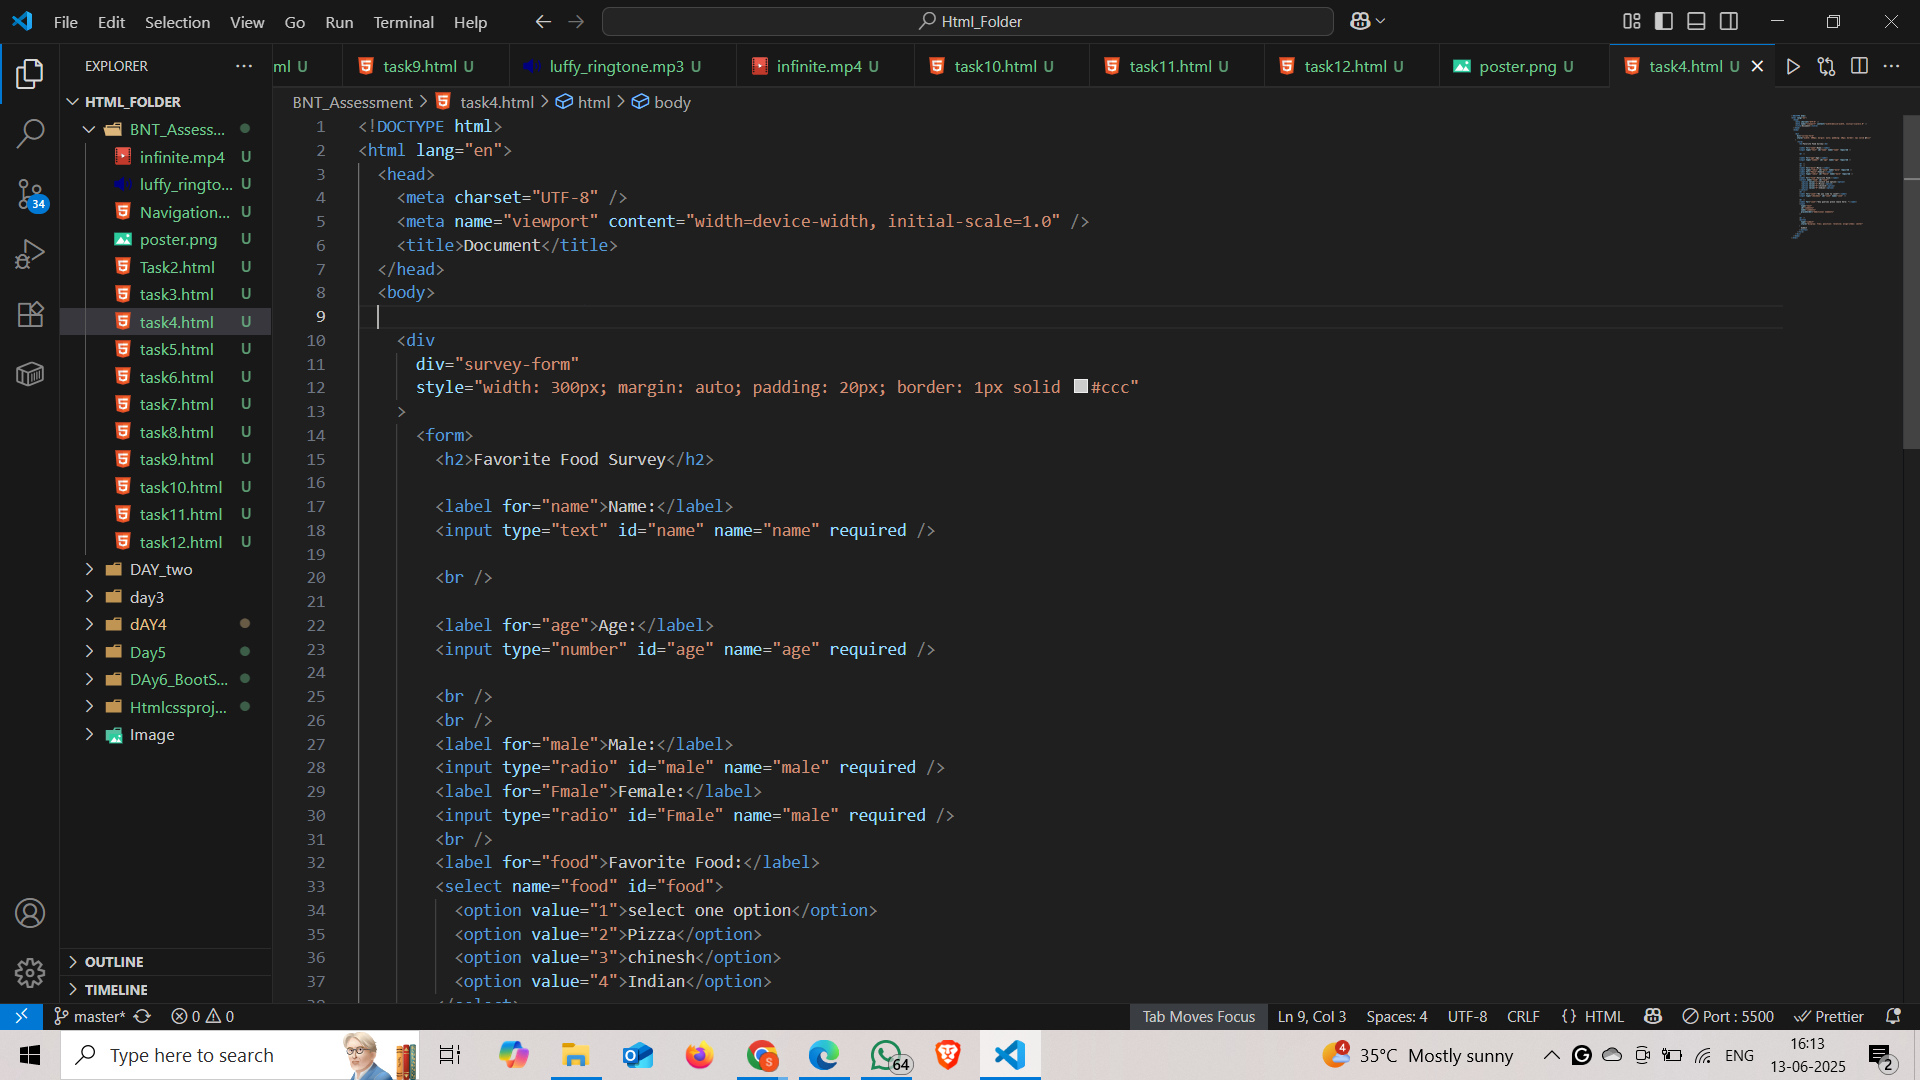 File Edit Selection View Go Run Terminal Help
Html_Folder
EXPLORER
ml U
task9.html U
luffy_ringtone.mp3 U
infinite.mp4 U
task10.html U
task11.html U
task12.html U
poster.png U
task4.html U
HTML_FOLDER
BNT_Assess...
infinite.mp4 U
luffy_ringto... U
Navigation... U
poster.png U
Task2.html U
task3.html U
task4.html U
task5.html U
task6.html U
task7.html U
task8.html U
task9.html U
task10.html U
task11.html U
task12.html U
DAY_two
day3
dAY4
Day5
DAy6_BootS...
Htmlcssproj...
Image
OUTLINE
TIMELINE
34
BNT_Assessment > task4.html > html > body
1 <!DOCTYPE html>
2 <html lang="en">
3 <head>
4 <meta charset="UTF-8" />
5 <meta name="viewport" content="width=device-width, initial-scale=1.0" />
6 <title>Document</title>
7 </head>
8 <body>
9
10 <div
11 div="survey-form"
12 style="width: 300px; margin: auto; padding: 20px; border: 1px solid #ccc"
13 >
14 <form>
15 <h2>Favorite Food Survey</h2>
16
17 <label for="name">Name:</label>
18 <input type="text" id="name" name="name" required />
19
20 <br />
21
22 <label for="age">Age:</label>
23 <input type="number" id="age" name="age" required />
24
25 <br />
26 <br />
27 <label for="male">Male:</label>
28 <input type="radio" id="male" name="male" required />
29 <label for="Fmale">Female:</label>
30 <input type="radio" id="Fmale" name="male" required />
31 <br />
32 <label for="food">Favorite Food:</label>
33 <select name="food" id="food">
34 <option value="1">select one option</option>
35 <option value="2">Pizza</option>
36 <option value="3">chinesh</option>
37 <option value="4">Indian</option>
38 </select>
master* 0 0
Tab Moves Focus
Ln 9, Col 3
Spaces: 4
UTF-8
CRLF
{} HTML
Port : 5500
Prettier
Type here to search
S
64
4
35°C Mostly sunny
ENG
16:13
13-06-2025
2